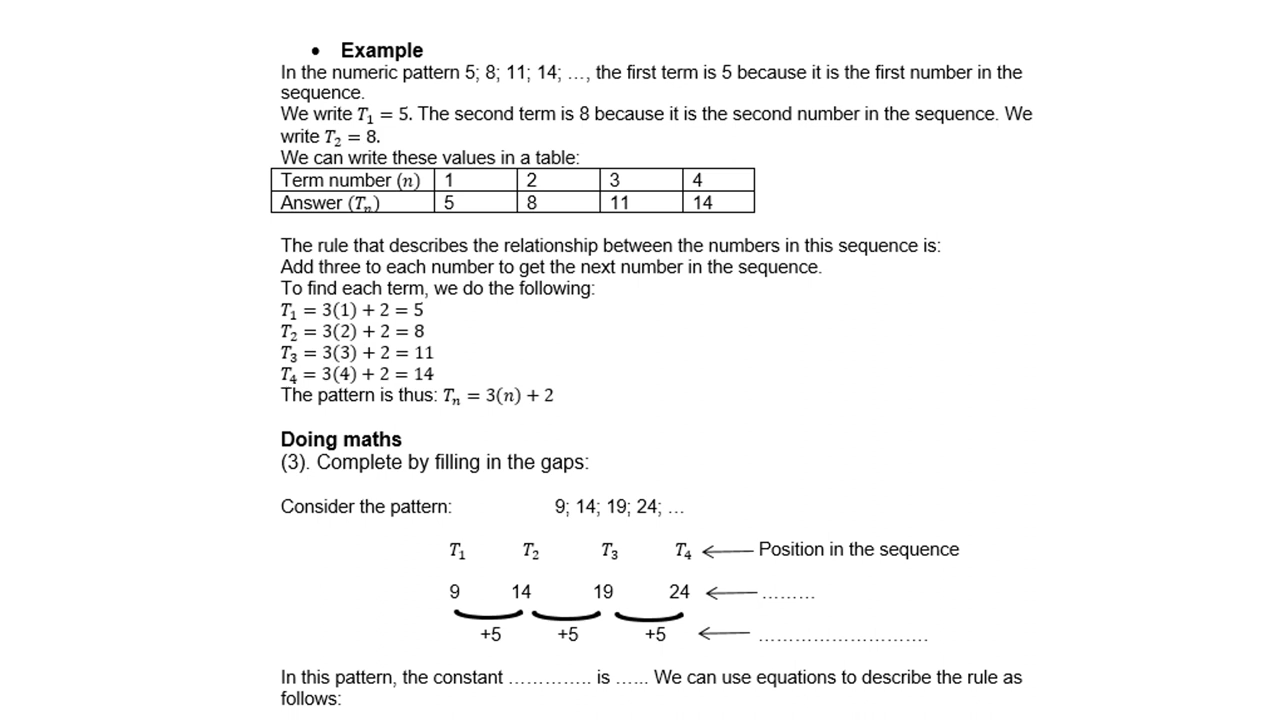 • Example
In the numeric pattern 5; 8; 11; 14; …, the first term is 5 because it is the first number in the
sequence.
We write T₁ = 5. The second term is 8 because it is the second number in the sequence. We
write T₂ = 8.
We can write these values in a table:
Term number (n) 1 2 3 4
Answer (Tₙ) 5 8 11 14
The rule that describes the relationship between the numbers in this sequence is:
Add three to each number to get the next number in the sequence.
To find each term, we do the following:
T₁ = 3(1) + 2 = 5
T₂ = 3(2) + 2 = 8
T₃ = 3(3) + 2 = 11
T₄ = 3(4) + 2 = 14
The pattern is thus: Tₙ = 3(n) + 2
Doing maths
(3). Complete by filling in the gaps:
Consider the pattern: 9; 14; 19; 24; …
T₁ T₂ T₃ T₄ ← Position in the sequence
9 14 19 24 ← ………
+5 +5 +5 ← ……………………….
In this pattern, the constant ………….. is …... We can use equations to describe the rule as
follows: